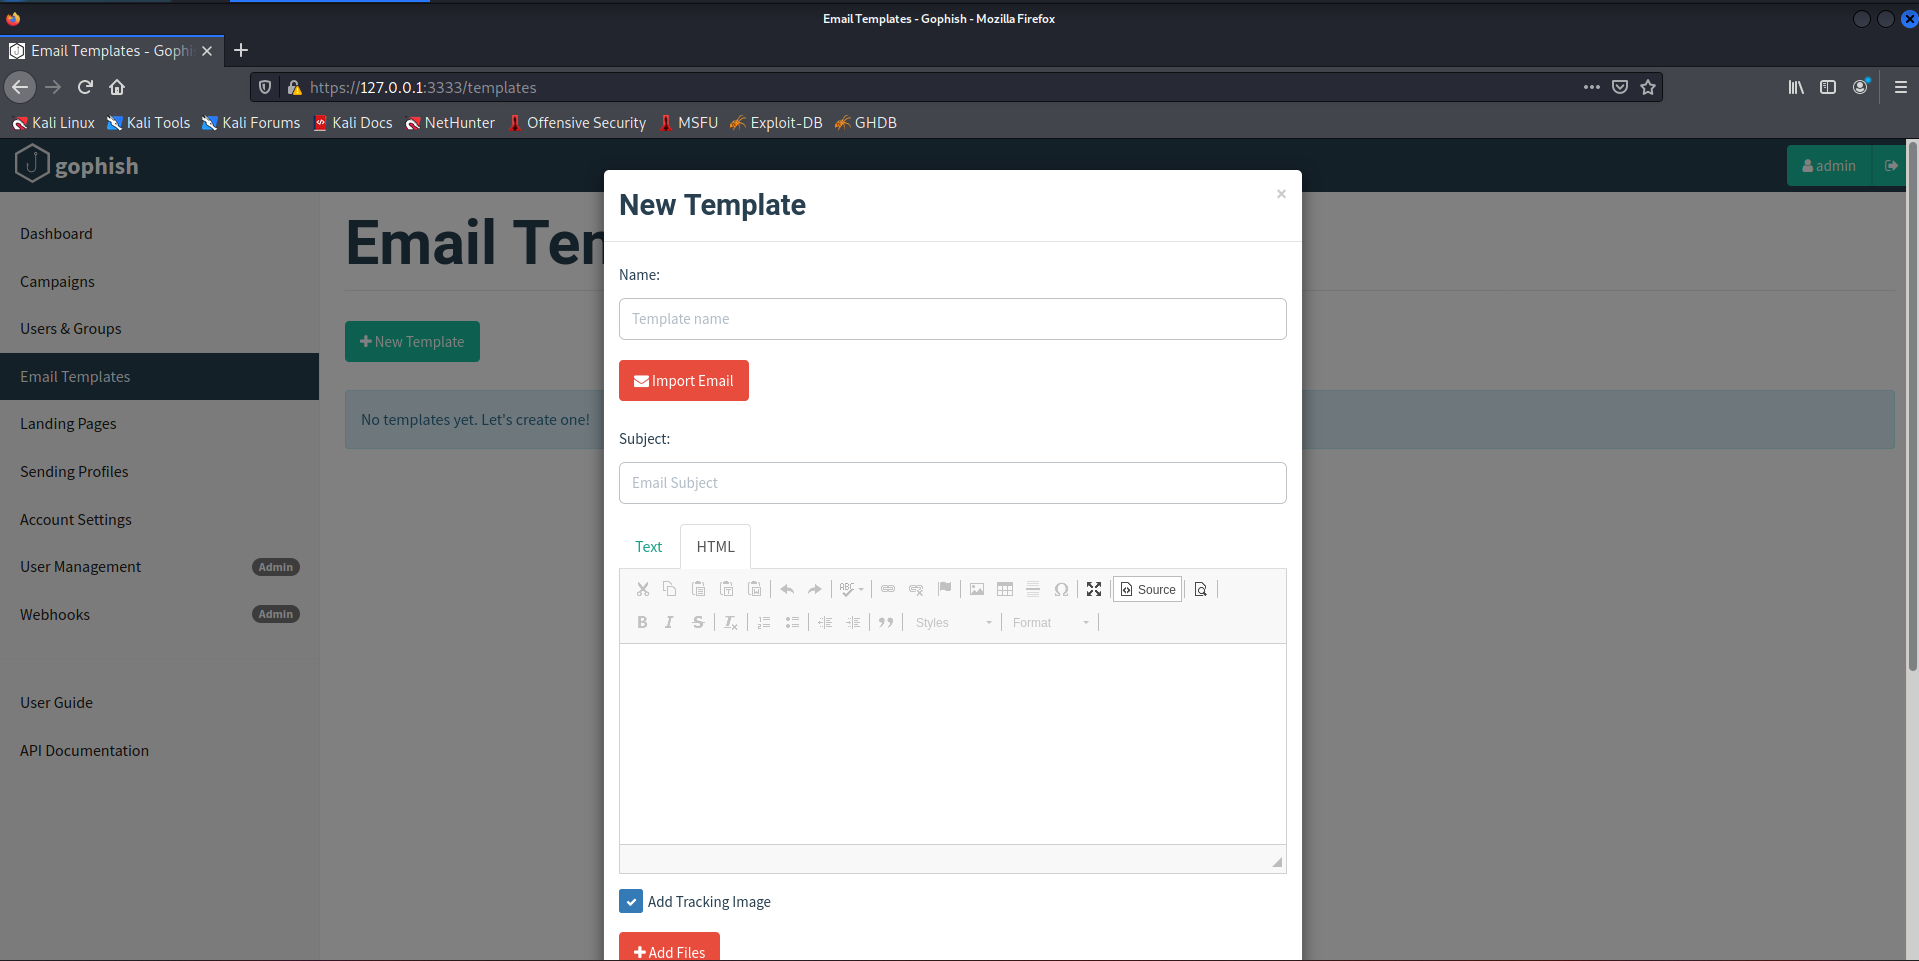 Email Templates - Gophish - Mozilla Firefox
Email Templates - Gophi
https://127.0.0.1:3333/templates
Kali Linux Kali Tools Kali Forums Kali Docs NetHunter Offensive Security MSFU Exploit-DB GHDB
gophish
admin
Dashboard
Campaigns
Users & Groups
Email Templates
Landing Pages
Sending Profiles
Account Settings
User Management Admin
Webhooks Admin
User Guide
API Documentation
Email Tem
New Template
No templates yet. Let's create one!
New Template
×
Name:
Template name
Import Email
Subject:
Email Subject
Text HTML
ABC Ω Source
B I S Tx Styles Format
Add Tracking Image
Add Files